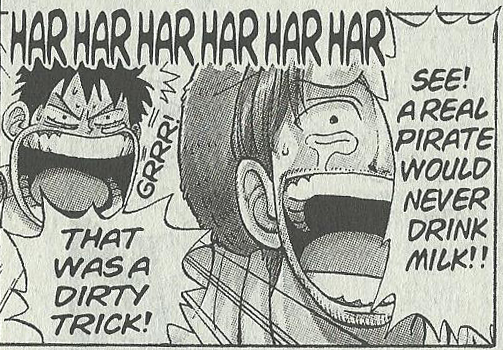 HAR HAR HAR HAR HAR HAR
SEE!
A REAL
PIRATE
WOULD
NEVER
DRINK
MILK!!
GRRR!
THAT
WAS A
DIRTY
TRICK!